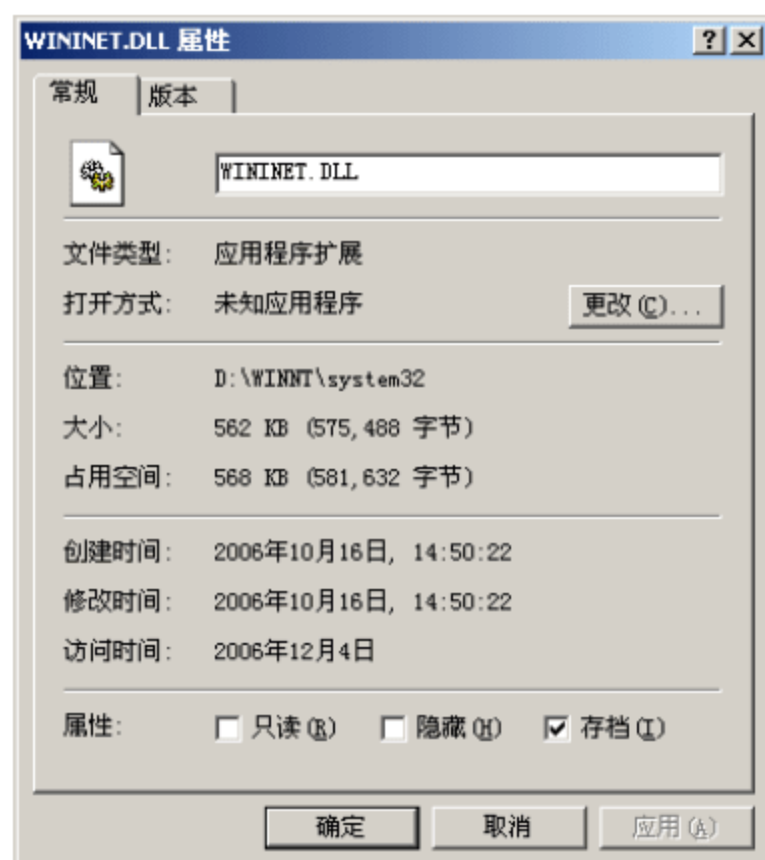 WININET.DLL 属性
常规 版本
WININET.DLL
文件类型: 应用程序扩展
打开方式: 未知应用程序 更改(C)...
位置: D:\WINNT\system32
大小: 562 KB (575,488 字节)
占用空间: 568 KB (581,632 字节)
创建时间: 2006年10月16日, 14:50:22
修改时间: 2006年10月16日, 14:50:22
访问时间: 2006年12月4日
属性: 只读(R) 隐藏(H) 存档(I)
确定 取消 应用(A)